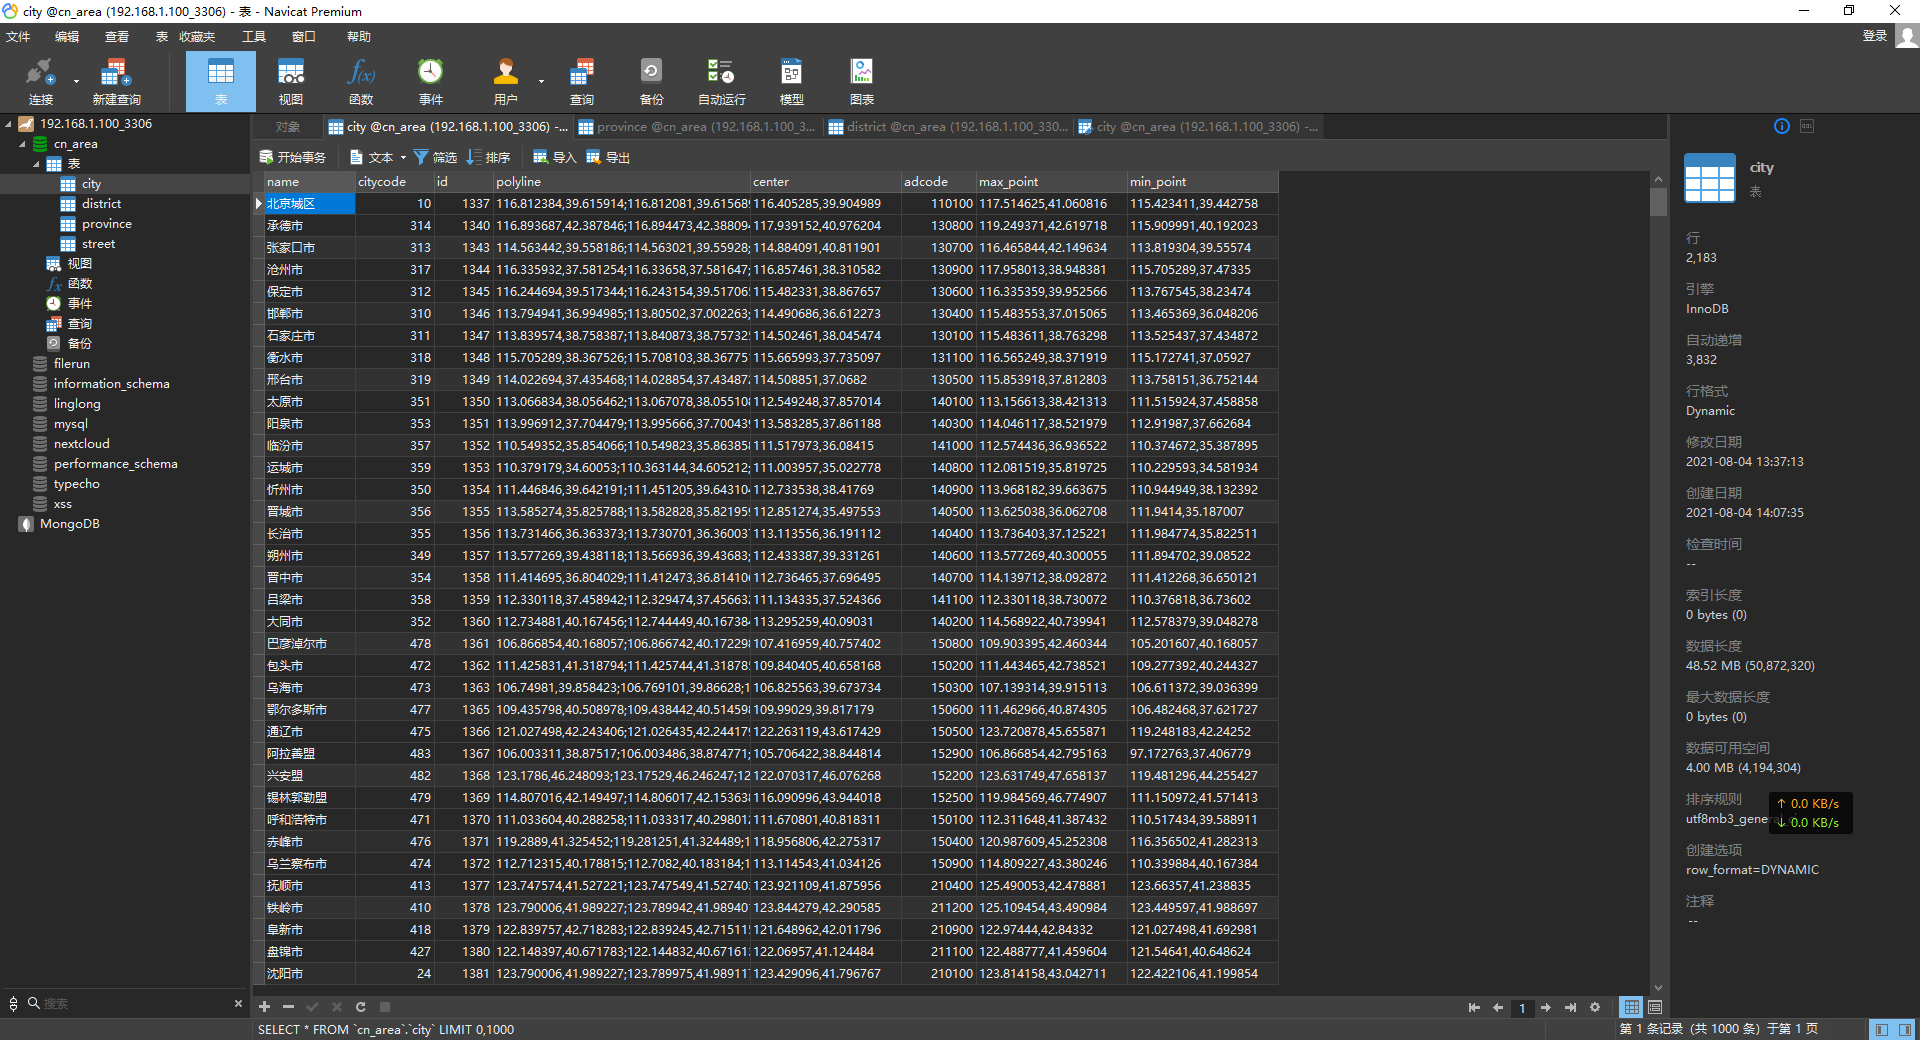 city @cn_area (192.168.1.100_3306) - 表 - Navicat Premium
文件 编辑 查看 表 收藏夹 工具 窗口 帮助 登录
连接 新建查询 表 视图 函数 事件 用户 查询 备份 自动运行 模型 图表
192.168.1.100_3306
cn_area
表
city
district
province
street
视图
函数
事件
查询
备份
filerun
information_schema
linglong
mysql
nextcloud
performance_schema
typecho
xss
MongoDB
搜索
对象 city @cn_area (192.168.1.100_3306) -... province @cn_area (192.168.1.100_3... district @cn_area (192.168.1.100_330... city @cn_area (192.168.1.100_3306) -...
开始事务 文本 筛选 排序 导入 导出
name citycode id polyline center adcode max_point min_point
北京城区 10 1337 116.812384,39.615914;116.812081,39.61568 116.405285,39.904989 110100 117.514625,41.060816 115.423411,39.442758
承德市 314 1340 116.893687,42.387846;116.894473,42.38809 117.939152,40.976204 130800 119.249371,42.619718 115.909991,40.192023
张家口市 313 1343 114.563442,39.558186;114.563021,39.55928; 114.884091,40.811901 130700 116.465844,42.149634 113.819304,39.55574
沧州市 317 1344 116.335932,37.581254;116.33658,37.581647; 116.857461,38.310582 130900 117.958013,38.948381 115.705289,37.47335
保定市 312 1345 116.244694,39.517344;116.243154,39.51706 115.482331,38.867657 130600 116.335359,39.952566 113.767545,38.23474
邯郸市 310 1346 113.794941,36.994985;113.80502,37.002263; 114.490686,36.612273 130400 115.483553,37.015065 113.465369,36.048206
石家庄市 311 1347 113.839574,38.758387;113.840873,38.75732 114.502461,38.045474 130100 115.483611,38.763298 113.525437,37.434872
衡水市 318 1348 115.705289,38.367526;115.708103,38.36775 115.665993,37.735097 131100 116.565249,38.371919 115.172741,37.05927
邢台市 319 1349 114.022694,37.435468;114.028854,37.43487 114.508851,37.0682 130500 115.853918,37.812803 113.758151,36.752144
太原市 351 1350 113.066834,38.056462;113.067078,38.05510 112.549248,37.857014 140100 113.156613,38.421313 111.515924,37.458858
阳泉市 353 1351 113.996912,37.704479;113.995666,37.70043 113.583285,37.861188 140300 114.046117,38.521979 112.91987,37.662684
临汾市 357 1352 110.549352,35.854066;110.549823,35.86385 111.517973,36.08415 141000 112.574436,36.936522 110.374672,35.387895
运城市 359 1353 110.379179,34.60053;110.363144,34.605212; 111.003957,35.022778 140800 112.081519,35.819725 110.229593,34.581934
忻州市 350 1354 111.446846,39.642191;111.451205,39.64310 112.733538,38.41769 140900 113.968182,39.663675 110.944949,38.132392
晋城市 356 1355 113.585274,35.825788;113.582828,35.82195 112.851274,35.497553 140500 113.625038,36.062708 111.9414,35.187007
长治市 355 1356 113.731466,36.363373;113.730701,36.36003 113.113556,36.191112 140400 113.736403,37.125221 111.984774,35.822511
朔州市 349 1357 113.577269,39.438118;113.566936,39.43683; 112.433387,39.331261 140600 113.577269,40.300055 111.894702,39.08522
晋中市 354 1358 111.414695,36.804029;111.412473,36.81410 112.736465,37.696495 140700 114.139712,38.092872 111.412268,36.650121
吕梁市 358 1359 112.330118,37.458942;112.329474,37.45663 111.134335,37.524366 141100 112.330118,38.730072 110.376818,36.73602
大同市 352 1360 112.734881,40.167456;112.744449,40.16738 113.295259,40.09031 140200 114.568922,40.739941 112.578379,39.048278
巴彦淖尔市 478 1361 106.866854,40.168057;106.866742,40.17229 107.416959,40.757402 150800 109.903395,42.460344 105.201607,40.168057
包头市 472 1362 111.425831,41.318794;111.425744,41.31878 109.840405,40.658168 150200 111.443465,42.738521 109.277392,40.244327
乌海市 473 1363 106.74981,39.858423;106.769101,39.86628;1 106.825563,39.673734 150300 107.139314,39.915113 106.611372,39.036399
鄂尔多斯市 477 1365 109.435798,40.508978;109.438442,40.51459 109.99029,39.817179 150600 111.462966,40.874305 106.482468,37.621727
通辽市 475 1366 121.027498,42.243406;121.026435,42.24417 122.263119,43.617429 150500 123.720878,45.655871 119.248183,42.24252
阿拉善盟 483 1367 106.003311,38.87517;106.003486,38.874771; 105.706422,38.844814 152900 106.866854,42.795163 97.172763,37.406779
兴安盟 482 1368 123.1786,46.248093;123.17529,46.246247;12 122.070317,46.076268 152200 123.631749,47.658137 119.481296,44.255427
锡林郭勒盟 479 1369 114.807016,42.149497;114.806017,42.15363 116.090996,43.944018 152500 119.984569,46.774907 111.150972,41.571413
呼和浩特市 471 1370 111.033604,40.288258;111.033317,40.29801 111.670801,40.818311 150100 112.311648,41.387432 110.517434,39.588911
赤峰市 476 1371 119.2889,41.325452;119.281251,41.324489;1 118.956806,42.275317 150400 120.987609,45.252308 116.356502,41.282313
乌兰察布市 474 1372 112.712315,40.178815;112.7082,40.183184;1 113.114543,41.034126 150900 114.809227,43.380246 110.339884,40.167384
抚顺市 413 1377 123.747574,41.527221;123.747549,41.52740 123.921109,41.875956 210400 125.490053,42.478881 123.66357,41.238835
铁岭市 410 1378 123.790006,41.989227;123.789942,41.98940 123.844279,42.290585 211200 125.109454,43.490984 123.449597,41.988697
阜新市 418 1379 122.839757,42.718283;122.839245,42.71511 121.648962,42.011796 210900 122.97444,42.84332 121.027498,41.692981
盘锦市 427 1380 122.148397,40.671783;122.144832,40.67161 122.06957,41.124484 211100 122.488777,41.459604 121.54641,40.648624
沈阳市 24 1381 123.790006,41.989227;123.789975,41.98911 123.429096,41.796767 210100 123.814158,43.042711 122.422106,41.199854
1
SELECT * FROM `cn_area`.`city` LIMIT 0,1000
第 1 条记录 (共 1000 条) 于第 1 页
city
表
行
2,183
引擎
InnoDB
自动递增
3,832
行格式
Dynamic
修改日期
2021-08-04 13:37:13
创建日期
2021-08-04 14:07:35
检查时间
--
索引长度
0 bytes (0)
数据长度
48.52 MB (50,872,320)
最大数据长度
0 bytes (0)
数据可用空间
4.00 MB (4,194,304)
排序规则
utf8mb3_gener
↑ 0.0 KB/s
↓ 0.0 KB/s
创建选项
row_format=DYNAMIC
注释
--